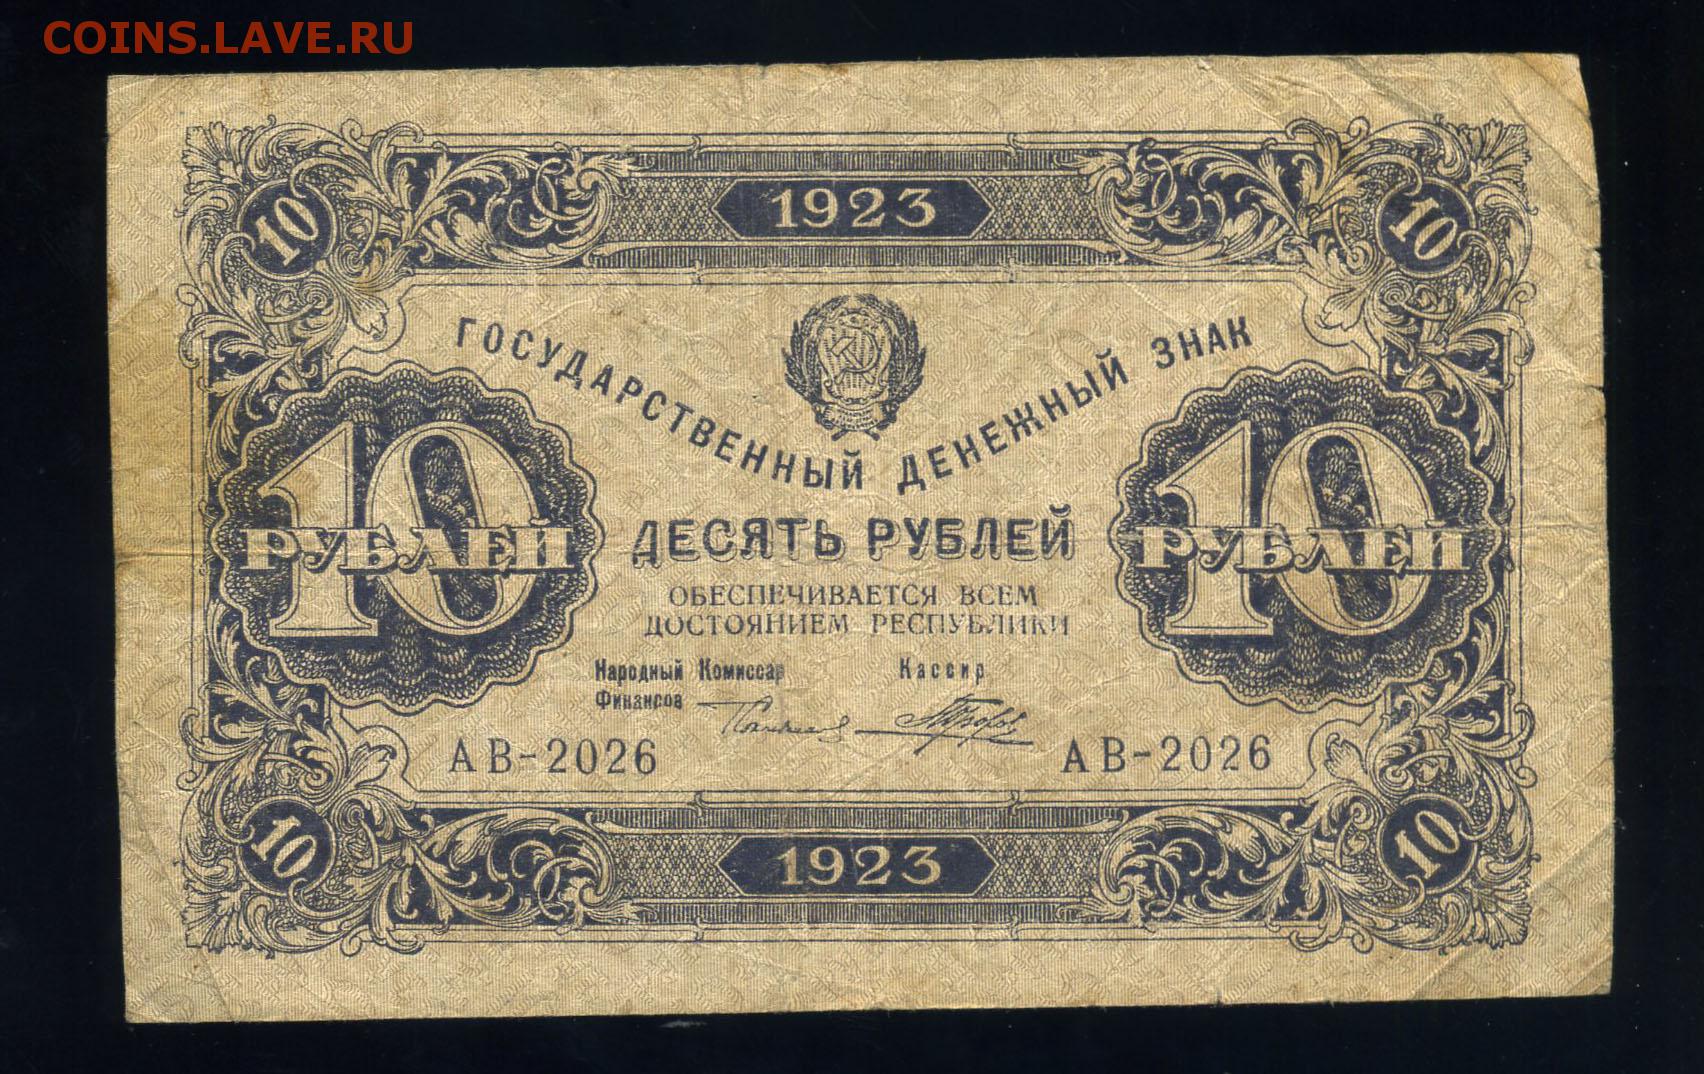 COINS.LAVE.RU
1923
10 10
ГОСУДАРСТВЕННЫЙ ДЕНЕЖНЫЙ ЗНАК
10 10
РУБЛЕЙ ДЕСЯТЬ РУБЛЕЙ РУБЛЕЙ
ОБЕСПЕЧИВАЕТСЯ ВСЕМ
ДОСТОЯНИЕМ РЕСПУБЛИКИ
Народный Комиссар Кассир
Финансов
АВ-2026 АВ-2026
10 10
1923